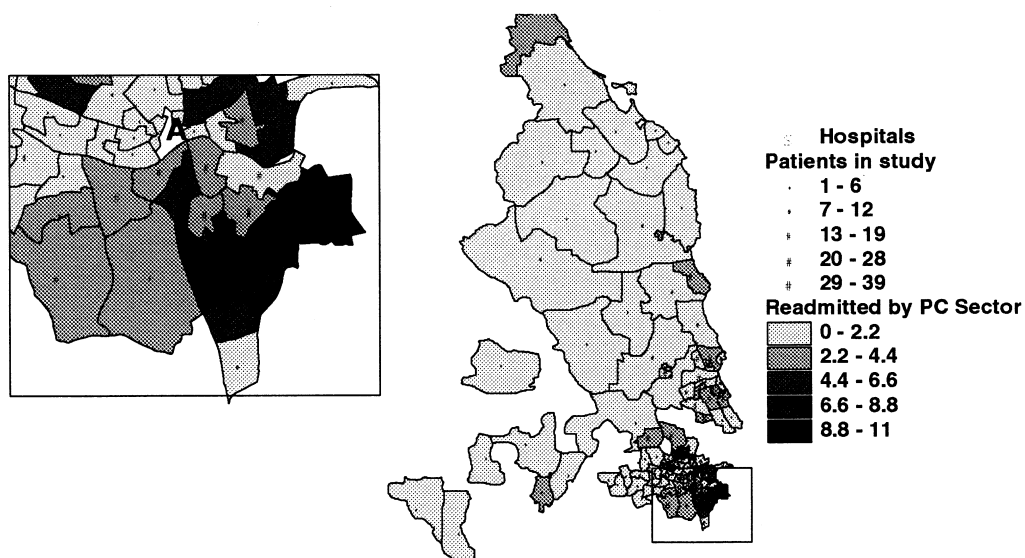 A
Hospitals
Patients in study
1 - 6
7 - 12
13 - 19
20 - 28
29 - 39
Readmitted by PC Sector
0 - 2.2
2.2 - 4.4
4.4 - 6.6
6.6 - 8.8
8.8 - 11